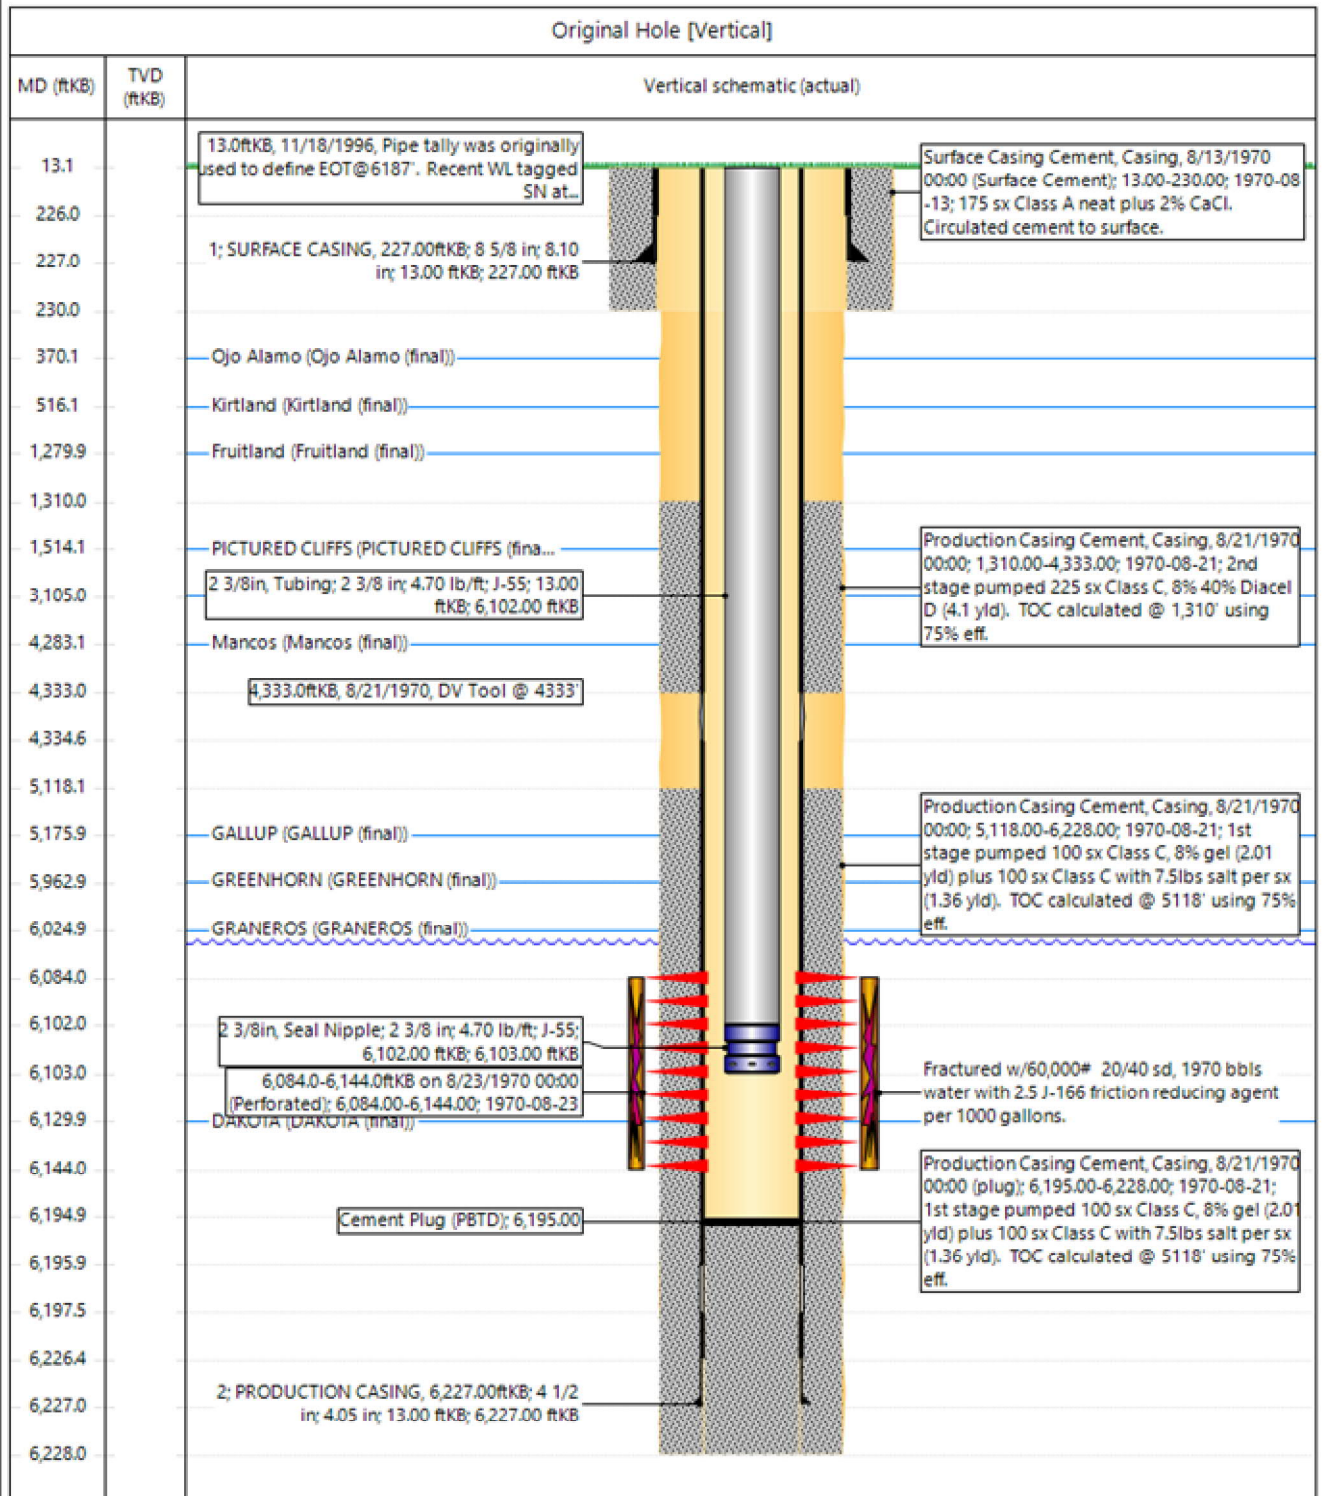 Original Hole [Vertical]
MD (ftKB)
TVD
(ftKB)
Vertical schematic (actual)
13.0ftKB, 11/18/1996, Pipe tally was originally
used to define EOT@6187'. Recent WL tagged
SN at...
Surface Casing Cement, Casing, 8/13/1970
00:00 (Surface Cement); 13.00-230.00; 1970-08
-13; 175 sx Class A neat plus 2% CaCl.
Circulated cement to surface.
13.1
226.0
1; SURFACE CASING, 227.00ftKB; 8 5/8 in; 8.10
in; 13.00 ftKB; 227.00 ftKB
227.0
230.0
370.1
Ojo Alamo (Ojo Alamo (final))
516.1
Kirtland (Kirtland (final))
1,279.9
Fruitland (Fruitland (final))
1,310.0
1,514.1
PICTURED CLIFFS (PICTURED CLIFFS (fina...
Production Casing Cement, Casing, 8/21/1970
00:00; 1,310.00-4,333.00; 1970-08-21; 2nd
stage pumped 225 sx Class C, 8% 40% Diacel
D (4.1 yld).  TOC calculated @ 1,310' using
75% eff.
2 3/8in, Tubing; 2 3/8 in; 4.70 lb/ft; J-55; 13.00
ftKB; 6,102.00 ftKB
3,105.0
4,283.1
Mancos (Mancos (final))
4,333.0
4,333.0ftKB, 8/21/1970, DV Tool @ 4333'
4,334.6
5,118.1
5,175.9
GALLUP (GALLUP (final))
Production Casing Cement, Casing, 8/21/1970
00:00; 5,118.00-6,228.00; 1970-08-21; 1st
stage pumped 100 sx Class C, 8% gel (2.01
yld) plus 100 sx Class C with 7.5lbs salt per sx
(1.36 yld).  TOC calculated @ 5118' using 75%
eff.
5,962.9
GREENHORN (GREENHORN (final))
6,024.9
GRANEROS (GRANEROS (final))
6,084.0
6,102.0
2 3/8in, Seal Nipple; 2 3/8 in; 4.70 lb/ft; J-55;
6,102.00 ftKB; 6,103.00 ftKB
6,103.0
6,084.0-6,144.0ftKB on 8/23/1970 00:00
(Perforated); 6,084.00-6,144.00; 1970-08-23
Fractured w/60,000#  20/40 sd, 1970 bbls
water with 2.5 J-166 friction reducing agent
per 1000 gallons.
6,129.9
DAKOTA (DAKOTA (final))
6,144.0
Production Casing Cement, Casing, 8/21/1970
00:00 (plug); 6,195.00-6,228.00; 1970-08-21;
1st stage pumped 100 sx Class C, 8% gel (2.01
yld) plus 100 sx Class C with 7.5lbs salt per sx
(1.36 yld).  TOC calculated @ 5118' using 75%
eff.
6,194.9
Cement Plug (PBTD); 6,195.00
6,195.9
6,197.5
6,226.4
2; PRODUCTION CASING, 6,227.00ftKB; 4 1/2
in; 4.05 in; 13.00 ftKB; 6,227.00 ftKB
6,227.0
6,228.0